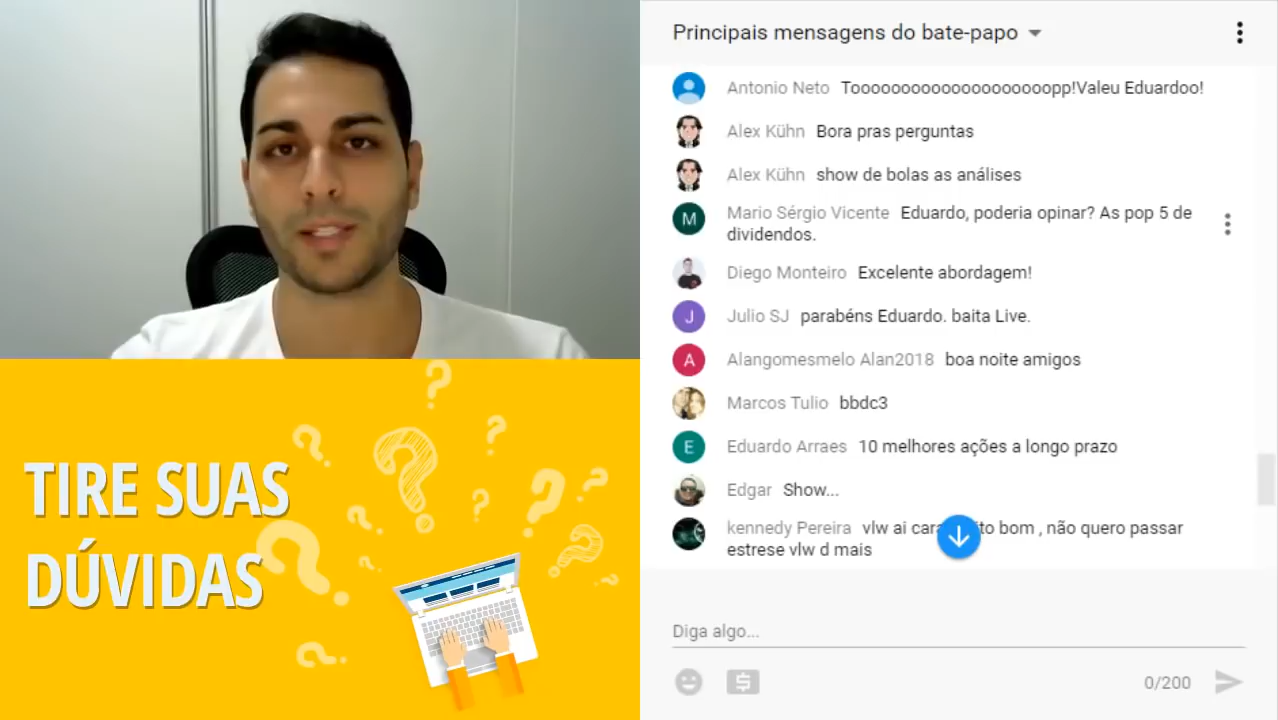 Principais mensagens do bate-papo
Antonio Neto Toooooooooooooooooooopp!Valeu Eduardoo!
Alex Kühn Bora pras perguntas
Alex Kühn show de bolas as análises
M Mario Sérgio Vicente Eduardo, poderia opinar? As pop 5 de
dividendos.
Diego Monteiro Excelente abordagem!
J Julio SJ parabéns Eduardo. baita Live.
A Alangomesmelo Alan2018 boa noite amigos
Marcos Tulio bbdc3
E Eduardo Arraes 10 melhores ações a longo prazo
Edgar Show...
kennedy Pereira vlw ai bom , não quero passar
estrese vlw d mais
Diga algo...
0/200
TIRE SUAS
DÚVIDAS